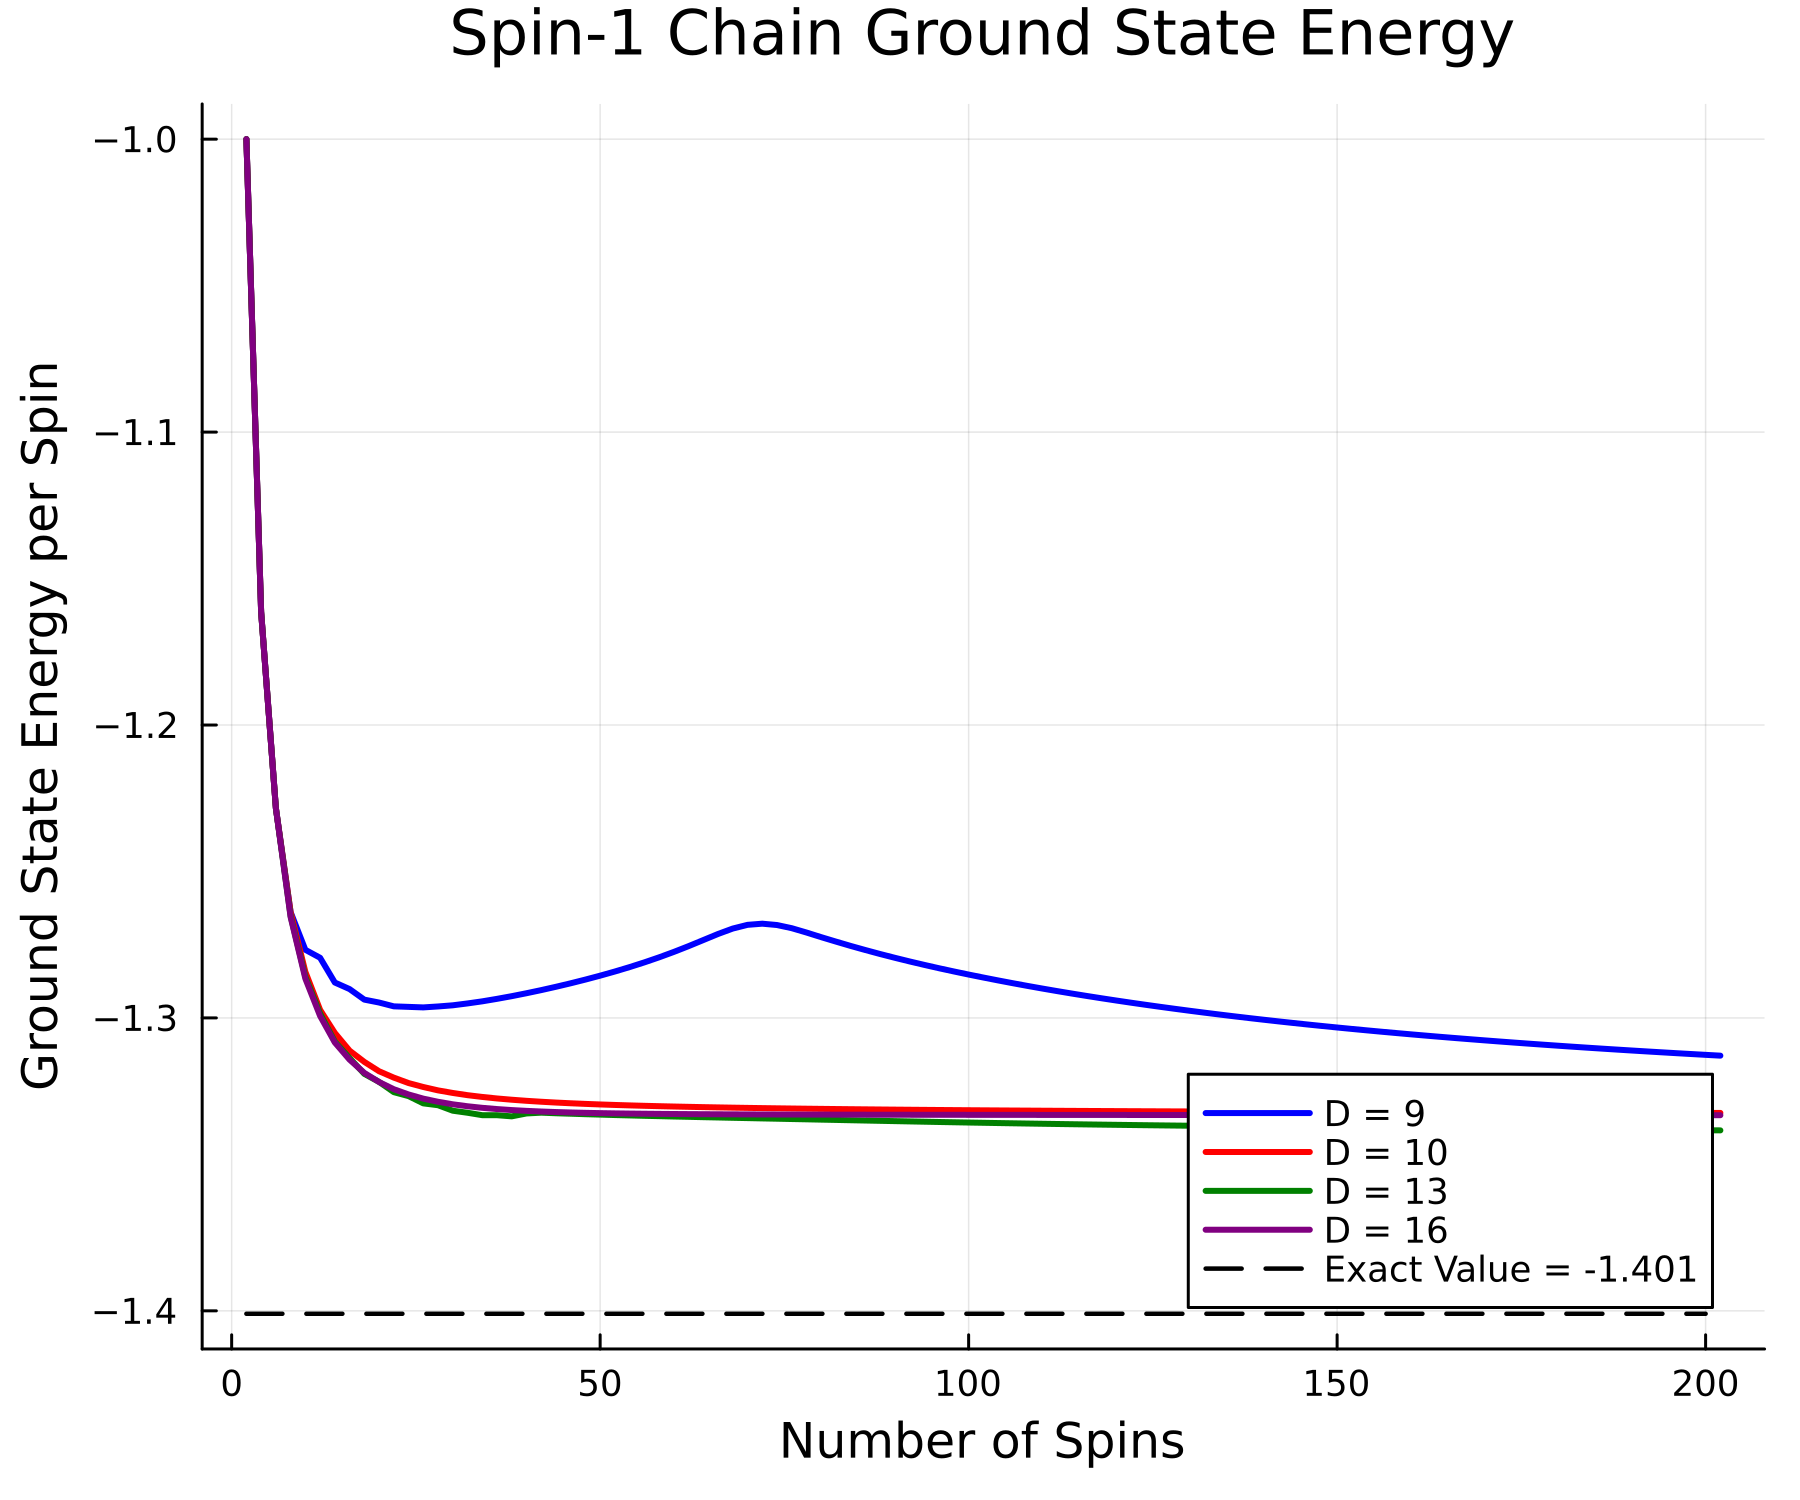 Spin-1 Chain Ground State Energy
Ground State Energy per Spin
−1.0
−1.1
−1.2
−1.3
−1.4
D = 9
D = 10
D = 13
D = 16
Exact Value = -1.401
0 50 100 150 200
Number of Spins